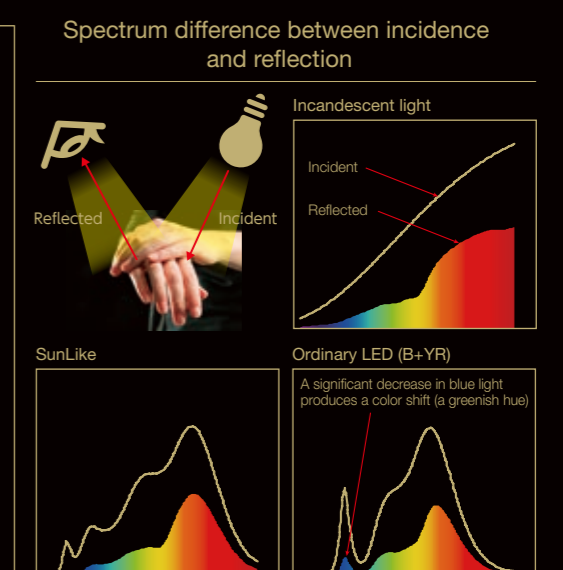 Spectrum difference between incidence
and reflection
Incandescent light
Incident
Reflected
Reflected
Incident
SunLike
Ordinary LED (B+YR)
A significant decrease in blue light
produces a color shift (a greenish hue)